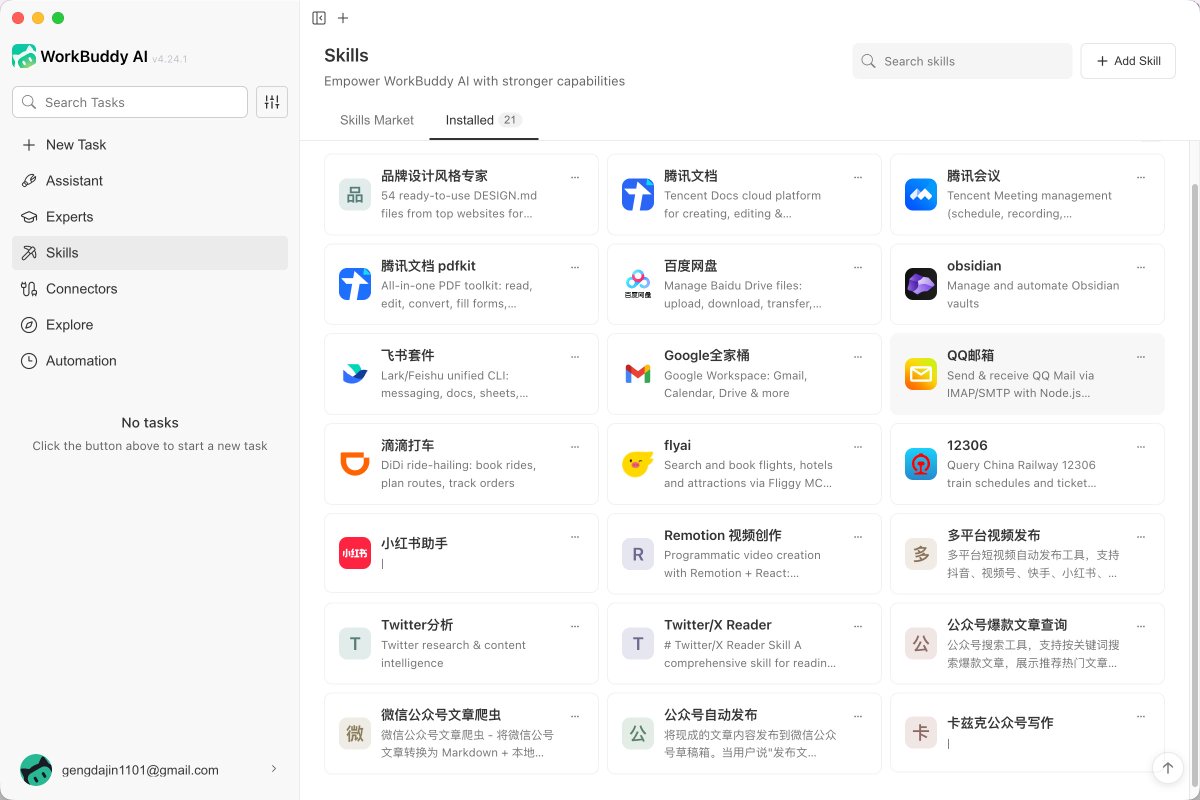 WorkBuddy AI v4.24.1
Search Tasks
New Task
Assistant
Experts
Skills
Connectors
Explore
Automation
No tasks
Click the button above to start a new task
gengdajin1101@gmail.com
Skills
Empower WorkBuddy AI with stronger capabilities
Search skills
Add Skill
Skills Market
Installed 21
品
品牌设计风格专家
54 ready-to-use DESIGN.md
files from top websites for...
腾讯文档
Tencent Docs cloud platform
for creating, editing &...
腾讯会议
Tencent Meeting management
(schedule, recording,...
腾讯文档 pdfkit
All-in-one PDF toolkit: read,
edit, convert, fill forms,...
百度网盘
百度网盘
Manage Baidu Drive files:
upload, download, transfer,...
obsidian
Manage and automate Obsidian
vaults
飞书套件
Lark/Feishu unified CLI:
messaging, docs, sheets,...
Google全家桶
Google Workspace: Gmail,
Calendar, Drive & more
QQ邮箱
Send & receive QQ Mail via
IMAP/SMTP with Node.js...
滴滴打车
DiDi ride-hailing: book rides,
plan routes, track orders
flyai
Search and book flights, hotels
and attractions via Fliggy MC...
12306
Query China Railway 12306
train schedules and ticket...
小红书
小红书助手
|
R
Remotion 视频创作
Programmatic video creation
with Remotion + React:...
多
多平台视频发布
多平台短视频自动发布工具，支持
抖音、视频号、快手、小红书、...
T
Twitter分析
Twitter research & content
intelligence
T
Twitter/X Reader
# Twitter/X Reader Skill A
comprehensive skill for readin...
公
公众号爆款文章查询
公众号搜索工具，支持按关键词搜
索爆款文章，展示推荐热门文章...
微
微信公众号文章爬虫
微信公众号文章爬虫 - 将微信公号
文章转换为 Markdown + 本地...
公
公众号自动发布
将现成的文章内容发布到微信公众
号草稿箱。当用户说"发布文...
卡
卡兹克公众号写作
|